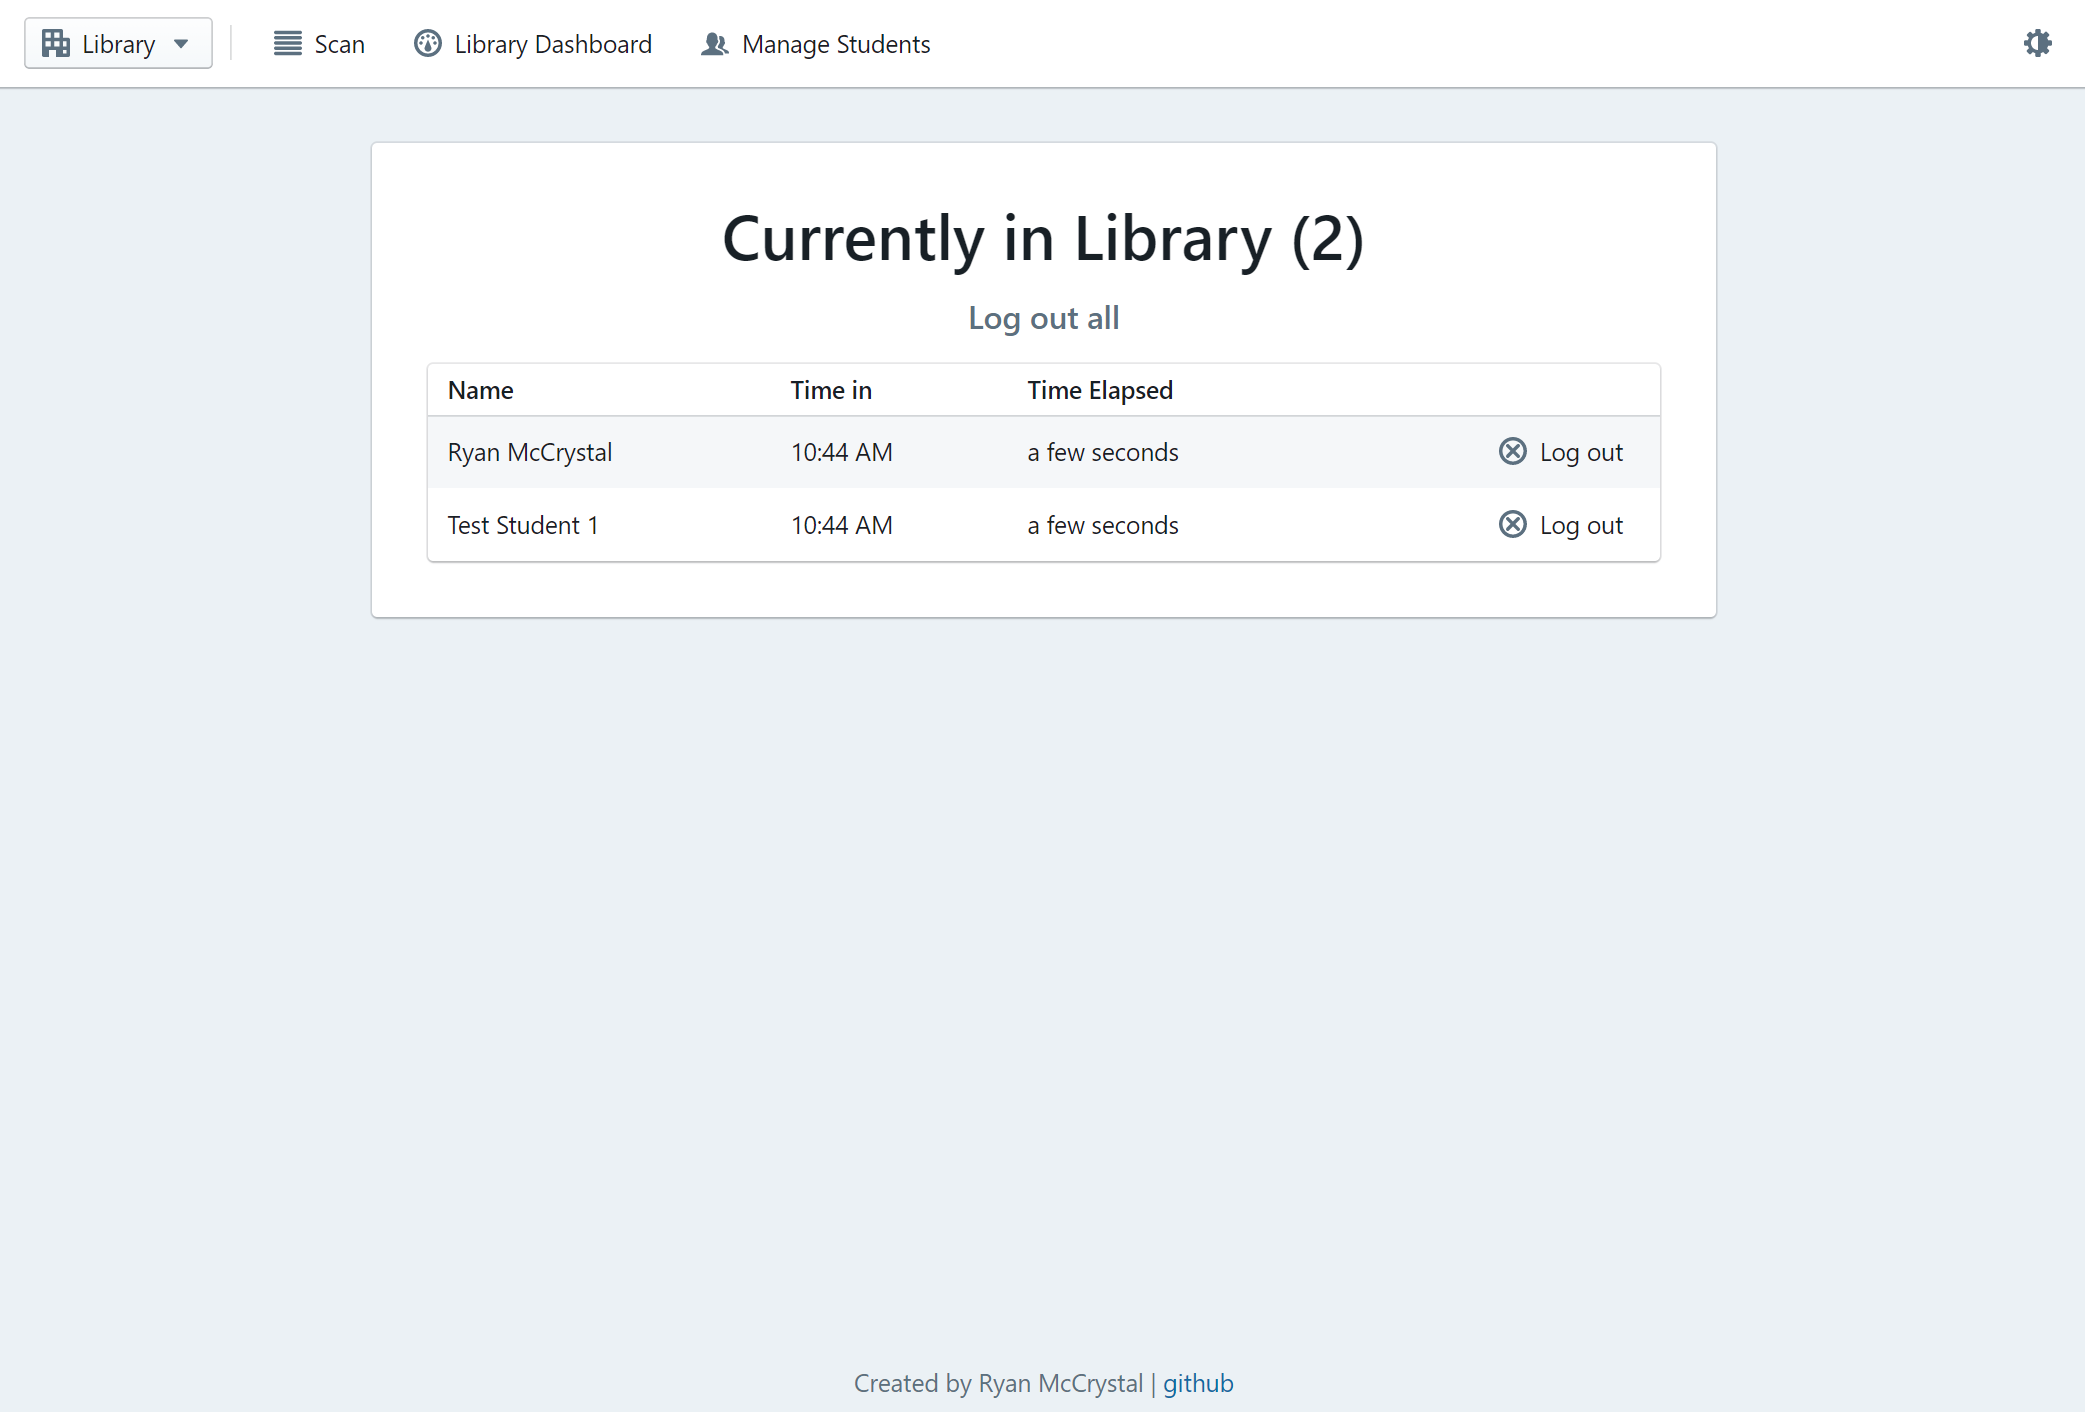 Library Scan Library Dashboard Manage Students
Currently in Library (2)
Log out all
Name Time in Time Elapsed
Ryan McCrystal 10:44 AM a few seconds Log out
Test Student 1 10:44 AM a few seconds Log out
Created by Ryan McCrystal | github